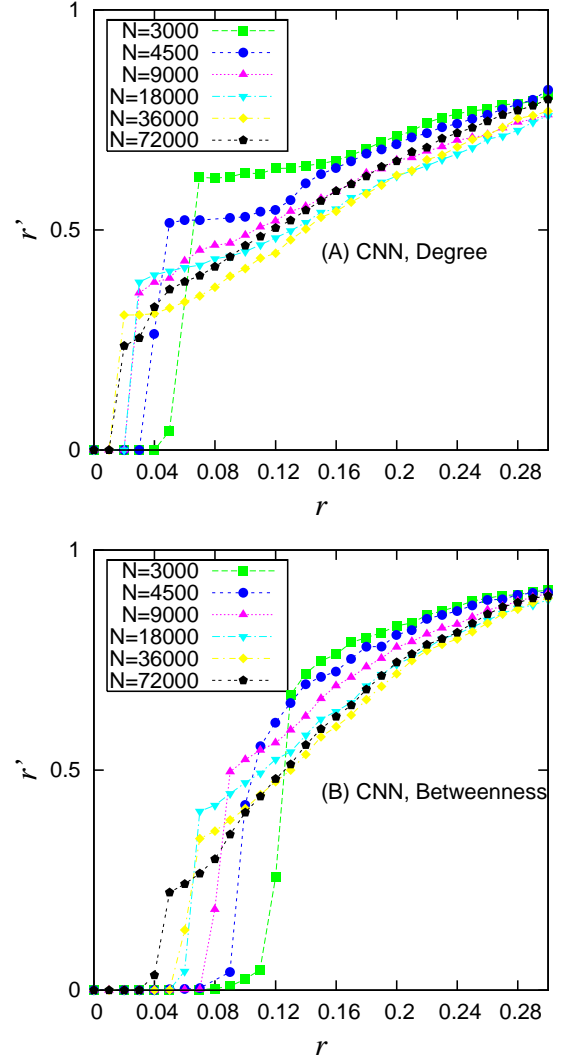 N=3000
N=4500
N=9000
N=18000
N=36000
N=72000
1
0.5
0
r'
(A) CNN, Degree
0 0.04 0.08 0.12 0.16 0.2 0.24 0.28
r
N=3000
N=4500
N=9000
N=18000
N=36000
N=72000
1
0.5
0
r'
(B) CNN, Betweenness
0 0.04 0.08 0.12 0.16 0.2 0.24 0.28
r